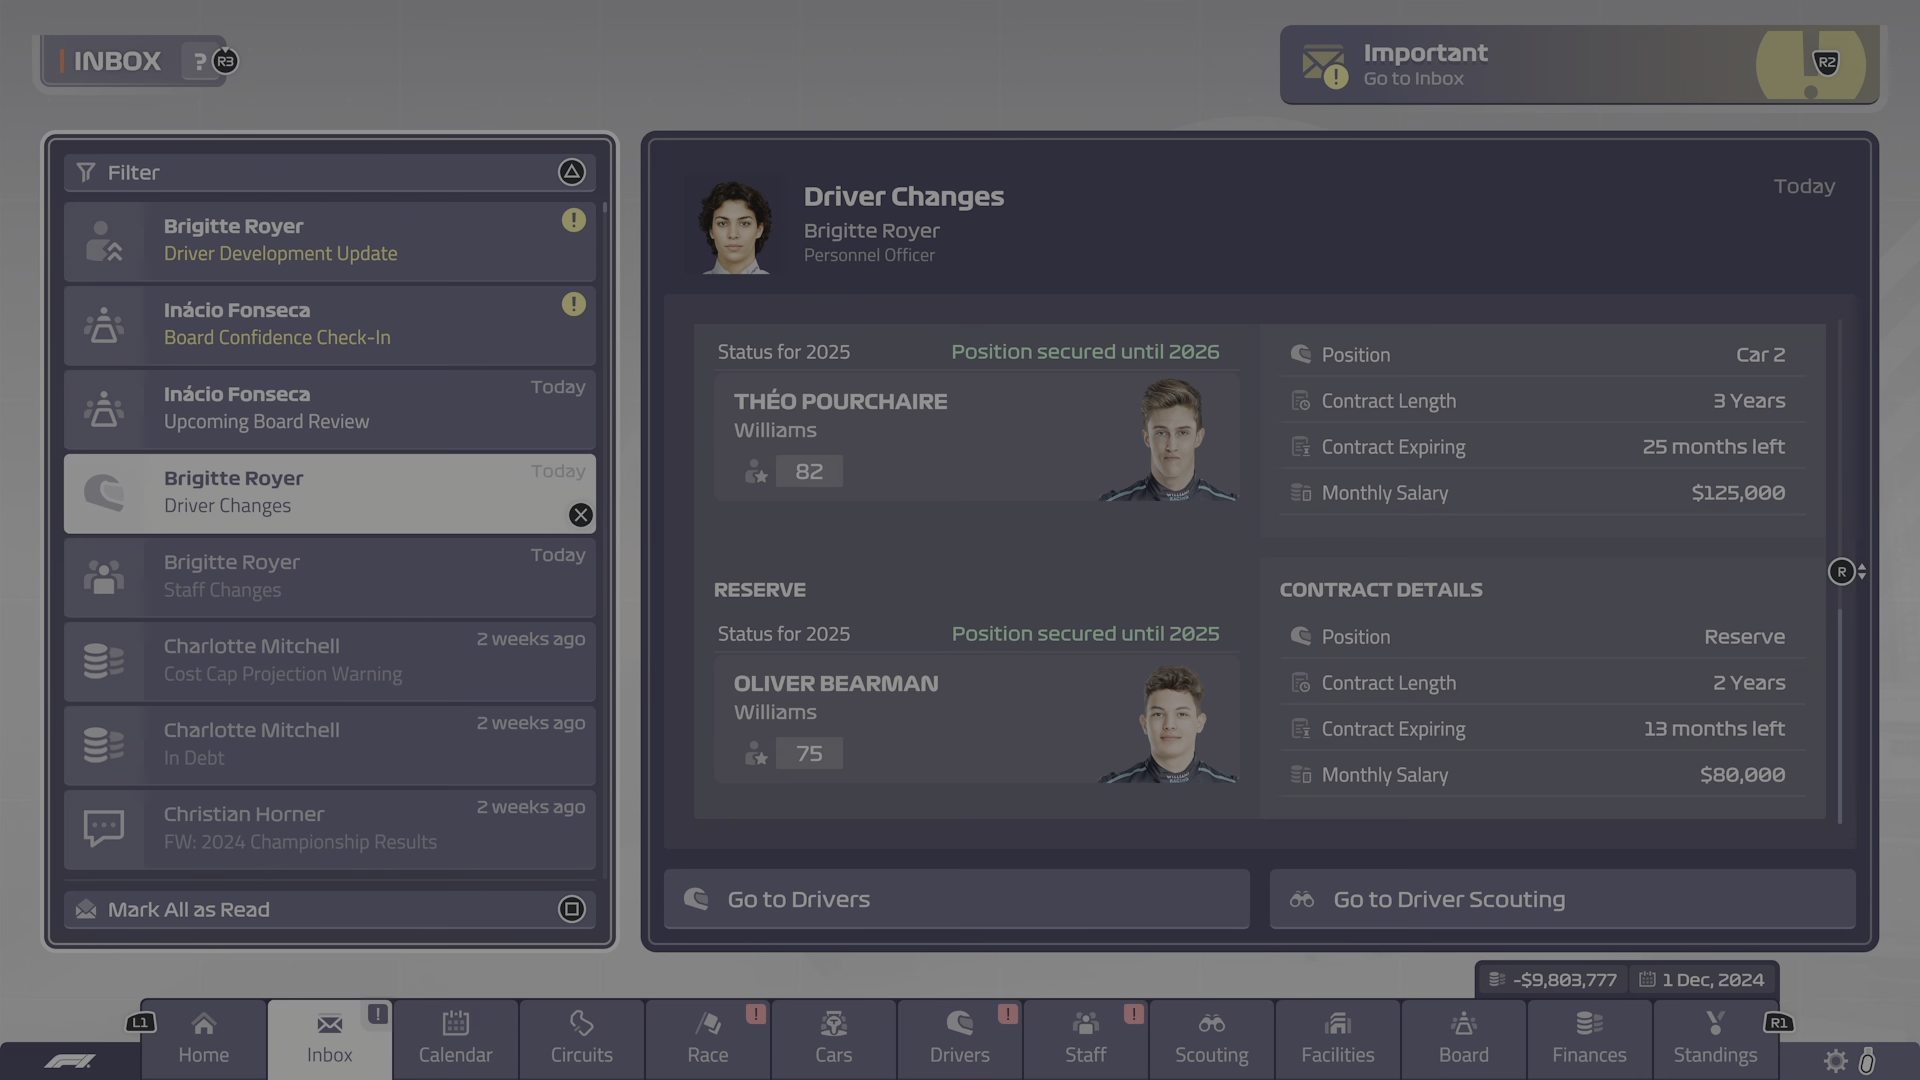 INBOX
?
R3
Important
Go to Inbox
R2
Filter
Brigitte Royer
Driver Development Update
Inácio Fonseca
Board Confidence Check-In
Inácio Fonseca
Today
Upcoming Board Review
Brigitte Royer
Today
Driver Changes
Brigitte Royer
Today
Staff Changes
Charlotte Mitchell
2 weeks ago
Cost Cap Projection Warning
Charlotte Mitchell
2 weeks ago
In Debt
Christian Horner
2 weeks ago
FW: 2024 Championship Results
Mark All as Read
Driver Changes
Today
Brigitte Royer
Personnel Officer
Status for 2025
Position secured until 2026
THÉO POURCHAIRE
Williams
82
Position
Car 2
Contract Length
3 Years
Contract Expiring
25 months left
Monthly Salary
$125,000
RESERVE
Status for 2025
Position secured until 2025
OLIVER BEARMAN
Williams
75
CONTRACT DETAILS
Position
Reserve
Contract Length
2 Years
Contract Expiring
13 months left
Monthly Salary
$80,000
R
Go to Drivers
Go to Driver Scouting
-$9,803,777
1 Dec, 2024
L1
Home
Inbox
Calendar
Circuits
Race
Cars
Drivers
Staff
Scouting
Facilities
Board
Finances
Standings
R1